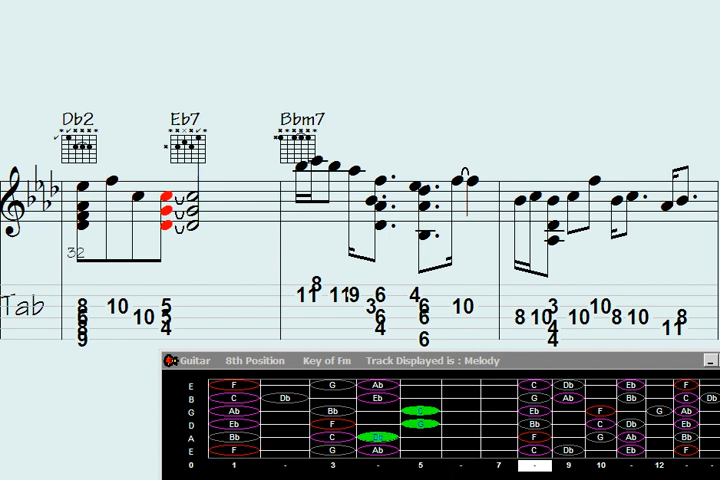 Db2 Eb7 Bbm7
32
Tab
8
11 11 9 6 4
8 10 5 3 6 10 3 10
6 10 5 6 6 8 10 10 8 10 8
8 4 4 4 11
9 6 4
Guitar 8th Position Key of Fm Track Displayed is : Melody
E F G Ab C Db Eb F
B C Db Eb G Ab Bb C Db
G Ab Bb Eb F G Ab
D Eb F G Bb C Eb
A Bb C Db F G Ab Bb
E F G Ab C Db Eb F
0 1 - 3 - 5 - 7 - 9 10 - 12 - -